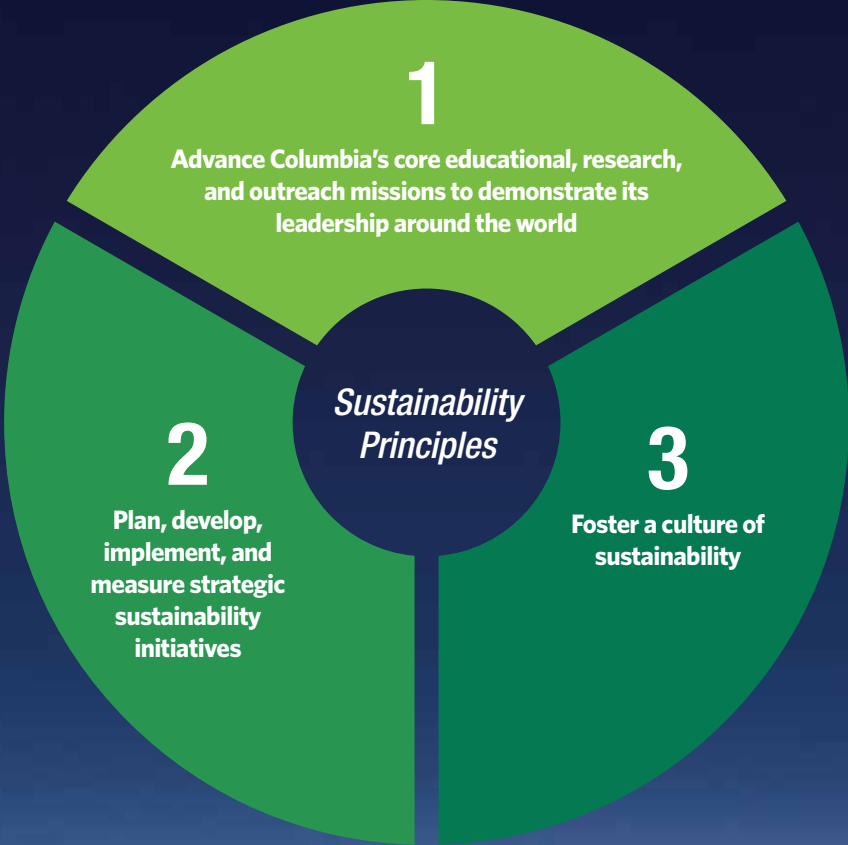 1
Advance Columbia's core educational, research,
and outreach missions to demonstrate its
leadership around the world
Sustainability
Principles
2
Plan, develop,
implement, and
measure strategic
sustainability
initiatives
3
Foster a culture of
sustainability